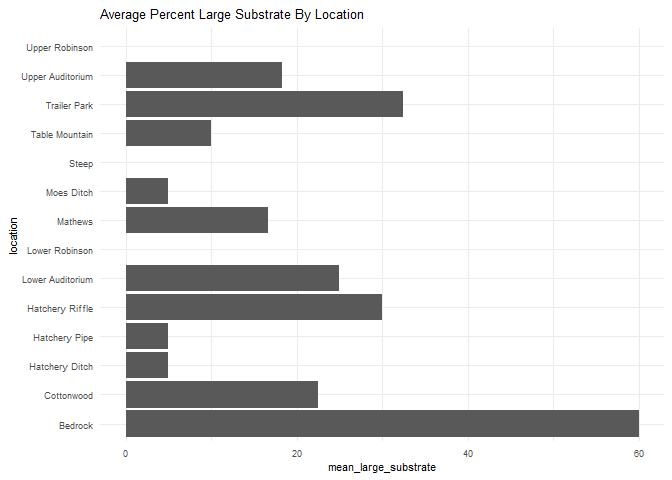 Average Percent Large Substrate By Location
Upper Robinson
Upper Auditorium
Trailer Park
Table Mountain
Steep
Moes Ditch
Mathews
Lower Robinson
Lower Auditorium
Hatchery Riffle
Hatchery Pipe
Hatchery Ditch
Cottonwood
Bedrock
location
0 20 40 60
mean_large_substrate